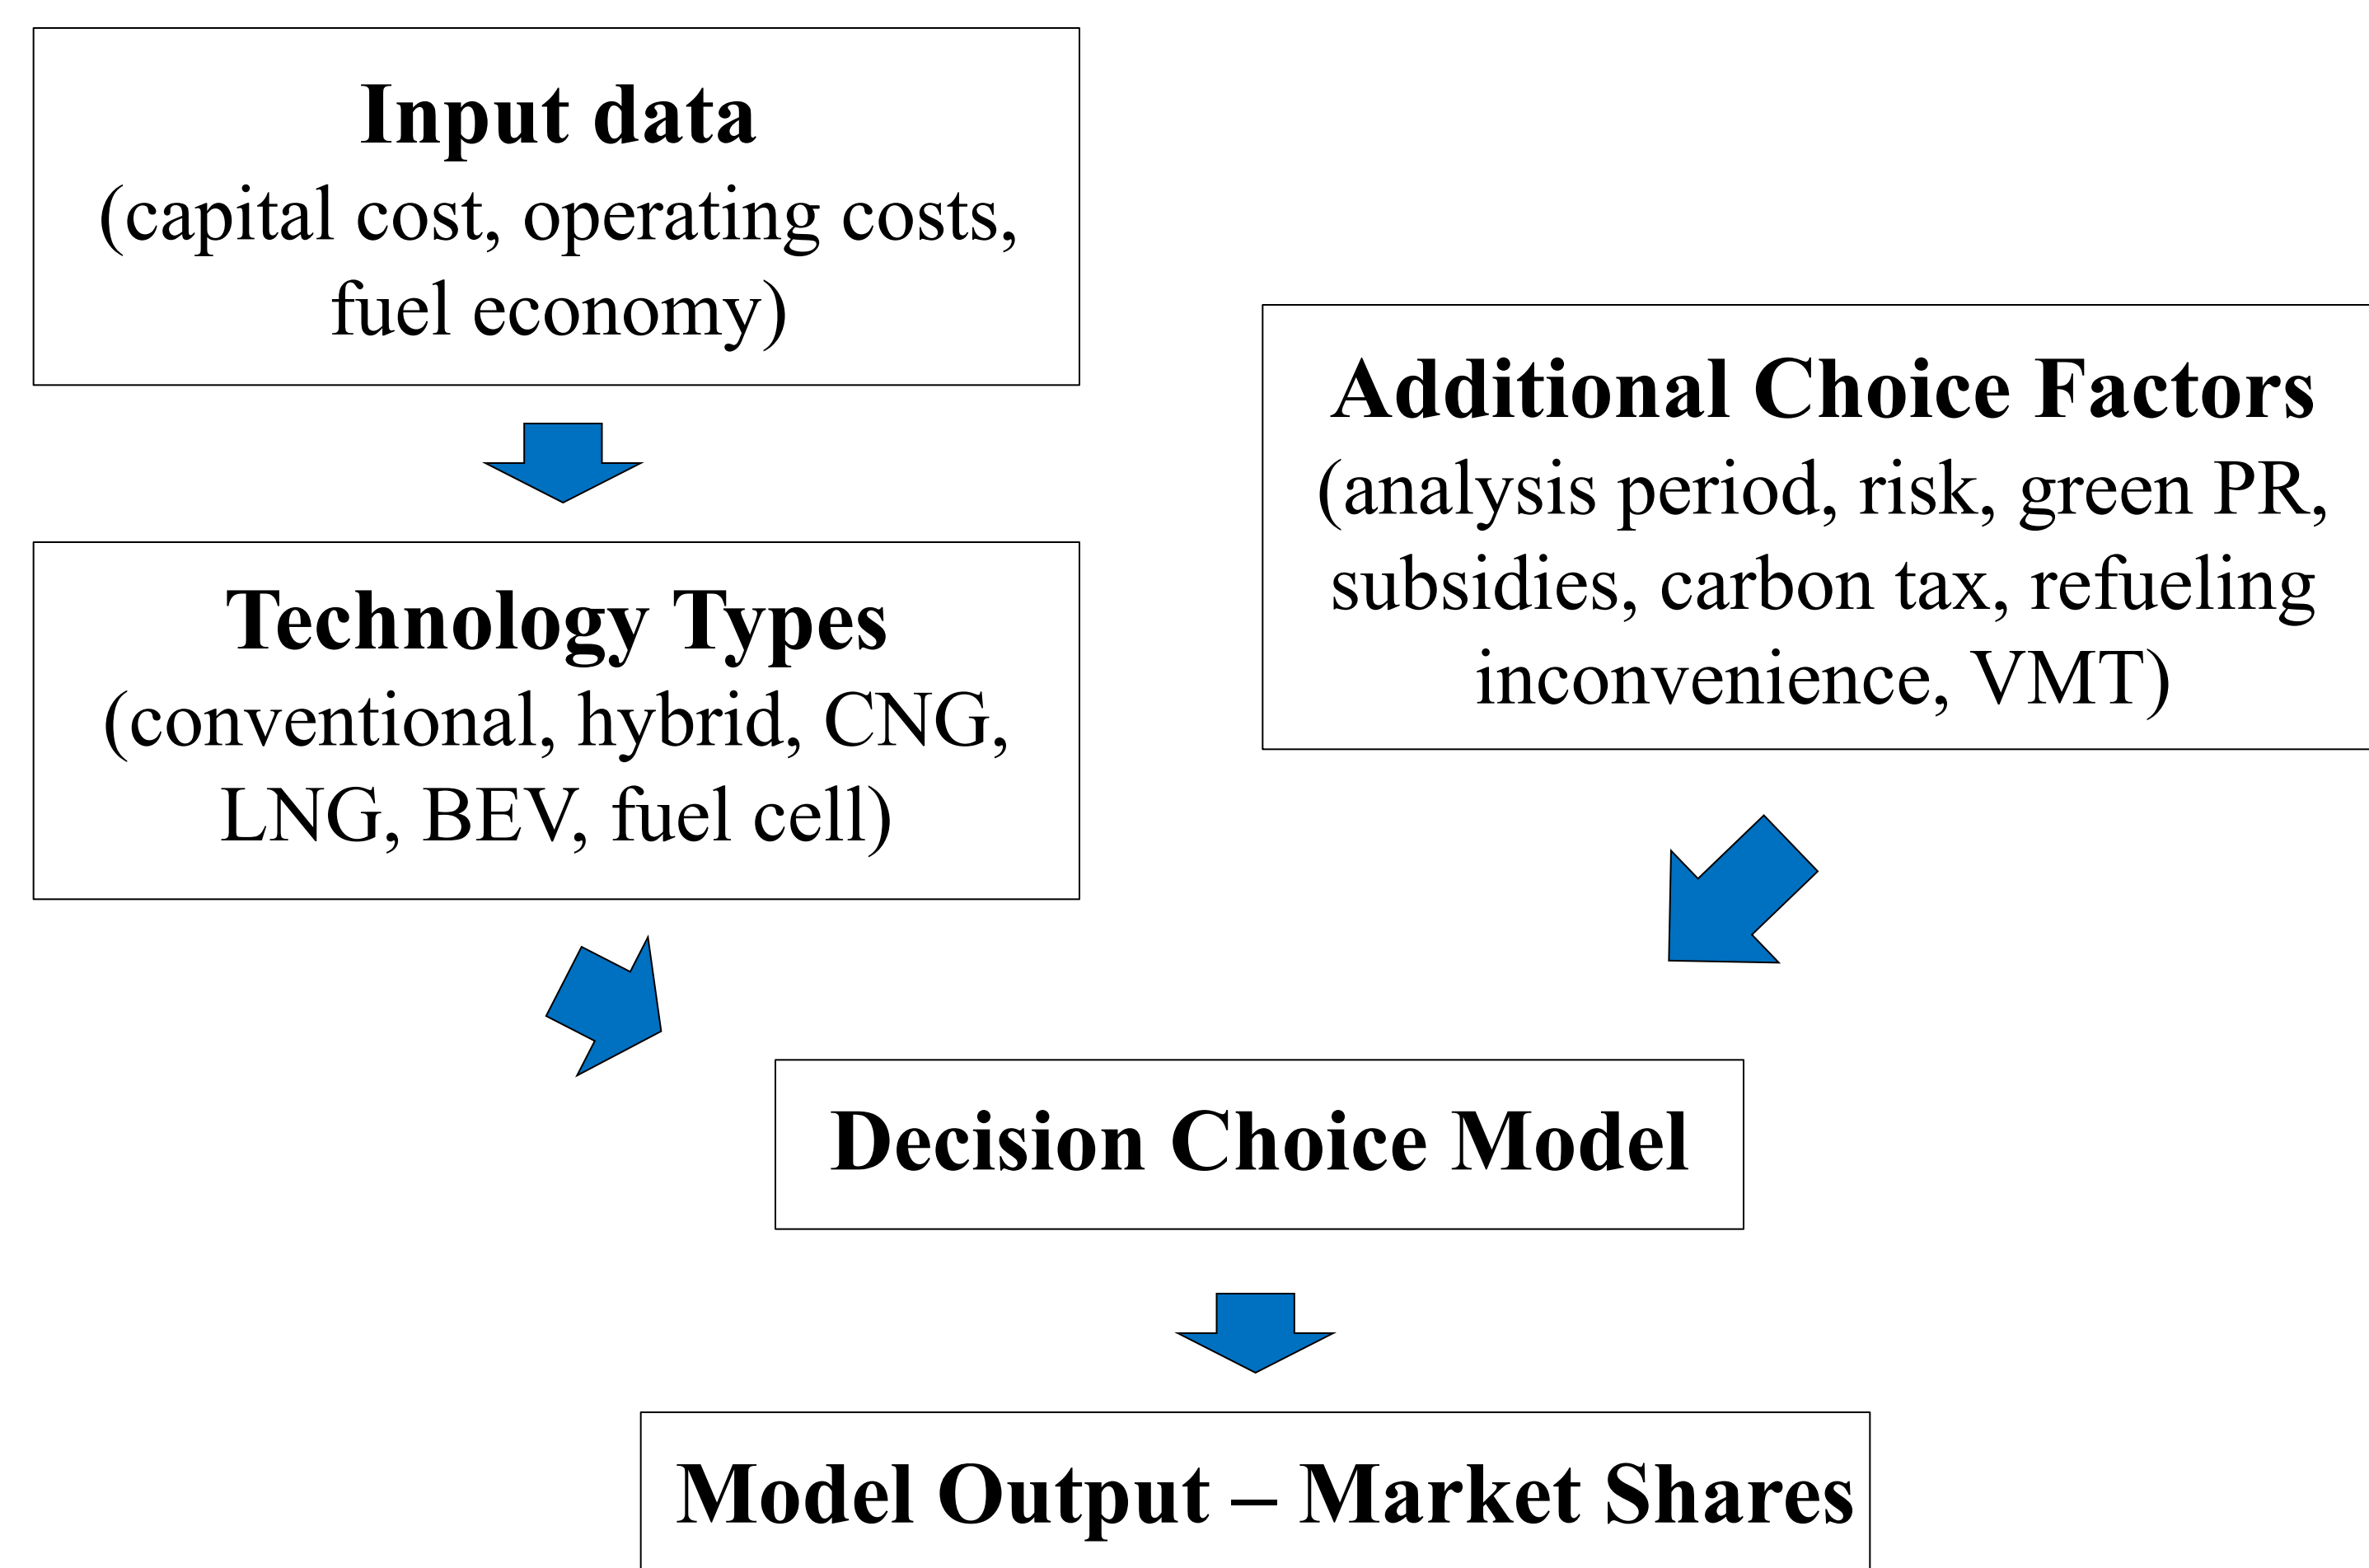 Input data
(capital cost, operating costs,
fuel economy)
Technology Types
(conventional, hybrid, CNG,
LNG, BEV, fuel cell)
Additional Choice Factors
(analysis period, risk, green PR,
subsidies, carbon tax, refueling
inconvenience, VMT)
Decision Choice Model
Model Output – Market Shares